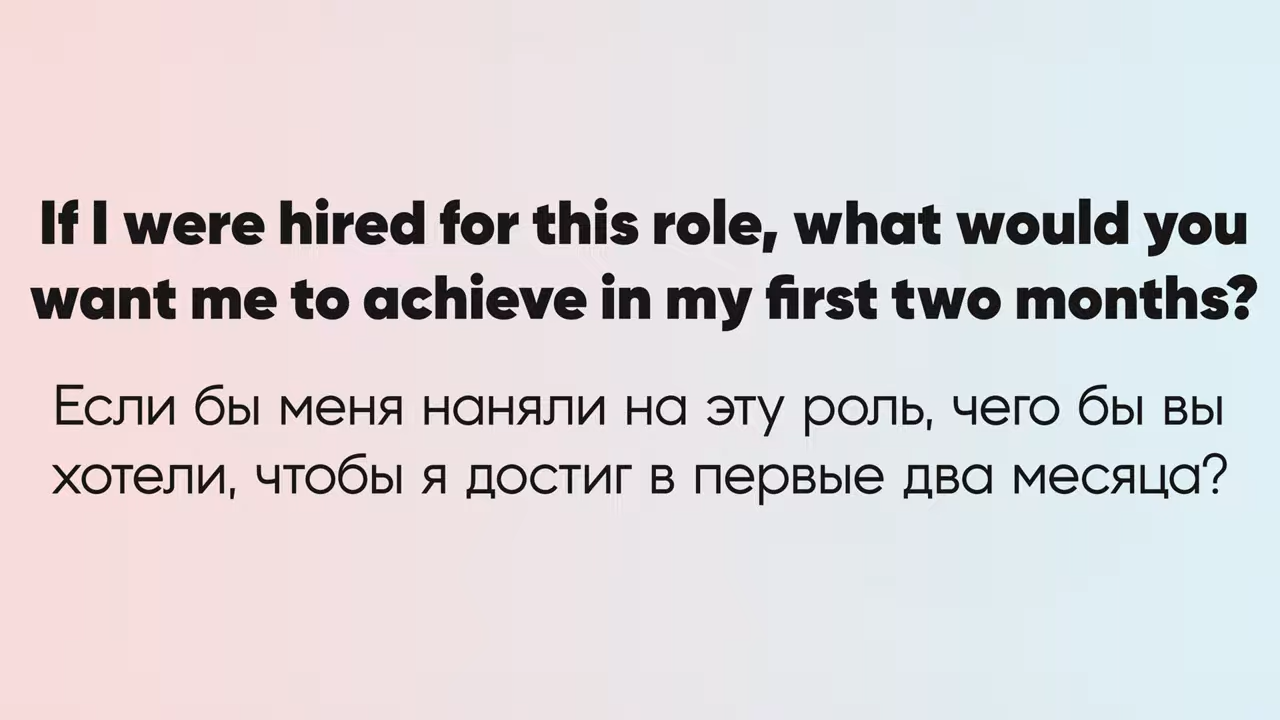 If I were hired for this role, what would you
want me to achieve in my first two months?
Если бы меня наняли на эту роль, чего бы вы
хотели, чтобы я достиг в первые два месяца?